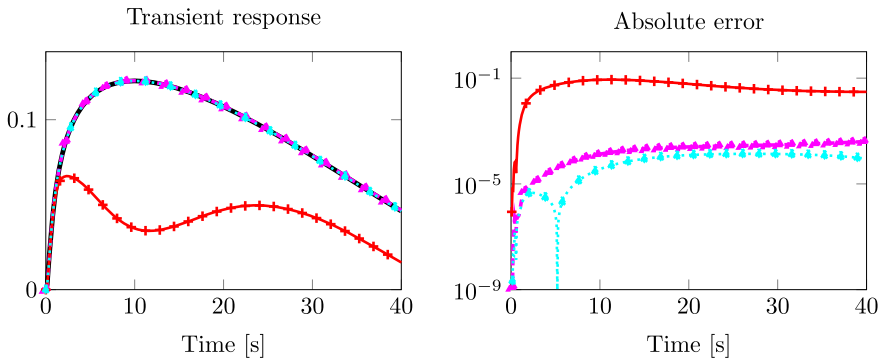 Transient response
0.1
0
0 10 20 30 40
Time [s]
Absolute error
10−1
10−5
10−9
0 10 20 30 40
Time [s]